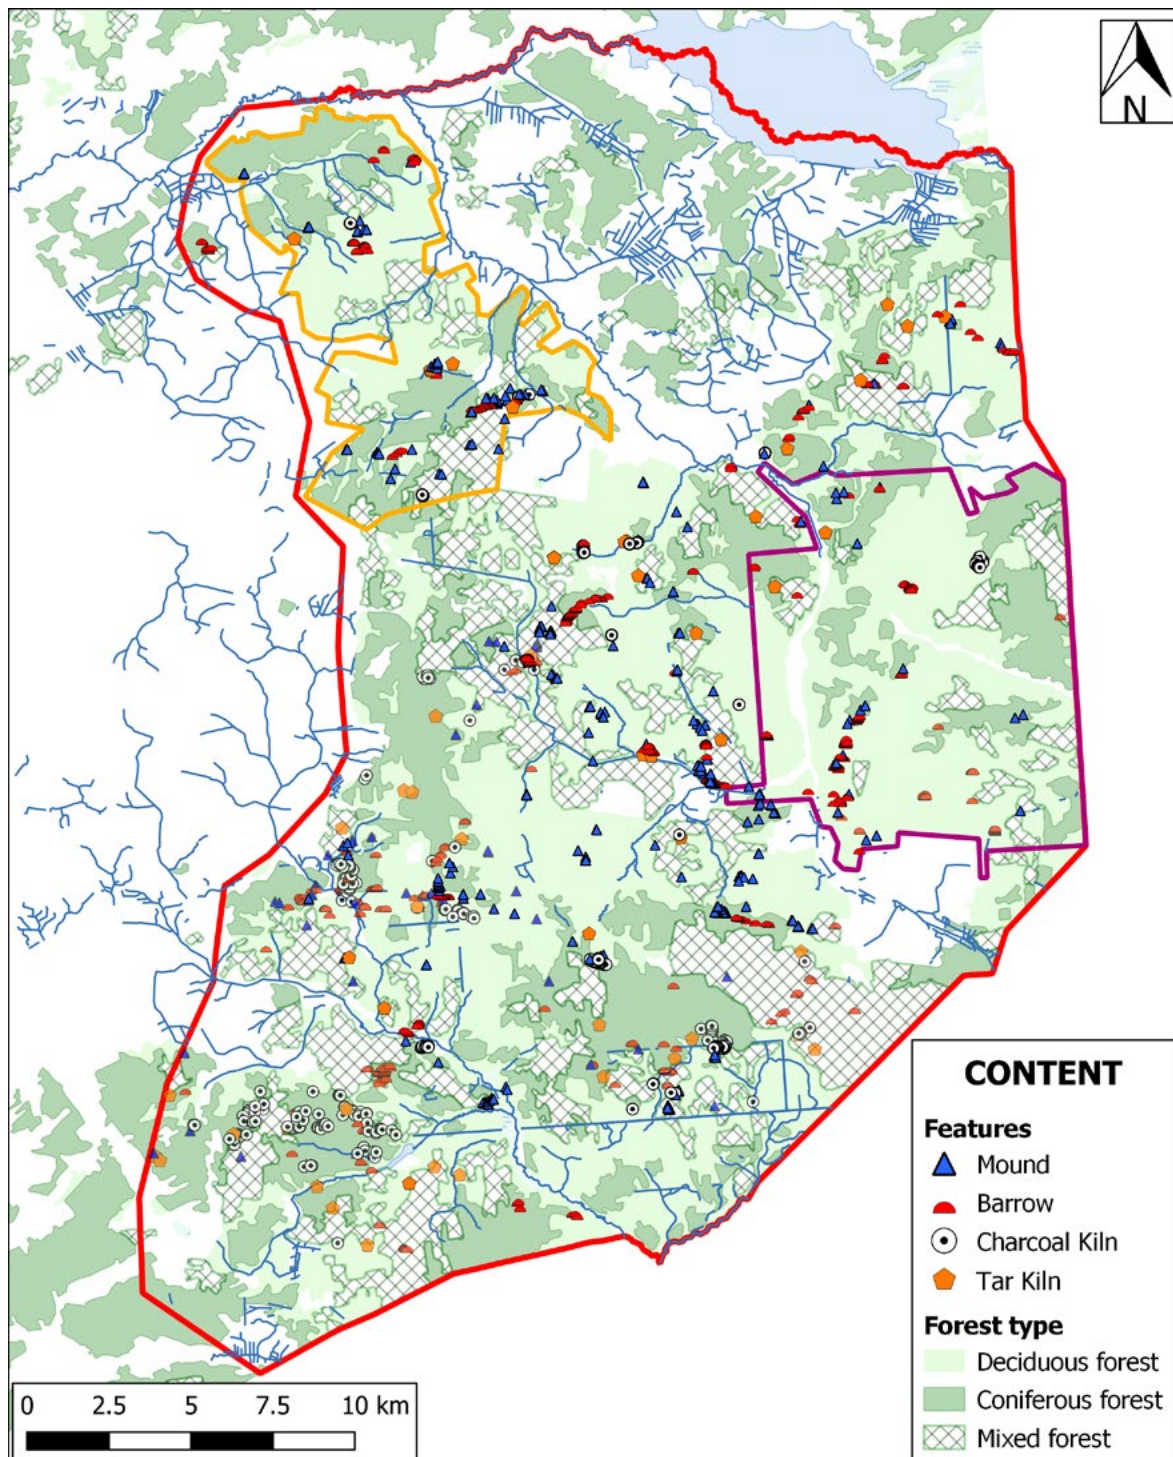 N
CONTENT
Features
Mound
Barrow
Charcoal Kiln
Tar Kiln
Forest type
Deciduous forest
Coniferous forest
Mixed forest
0 2.5 5 7.5 10 km